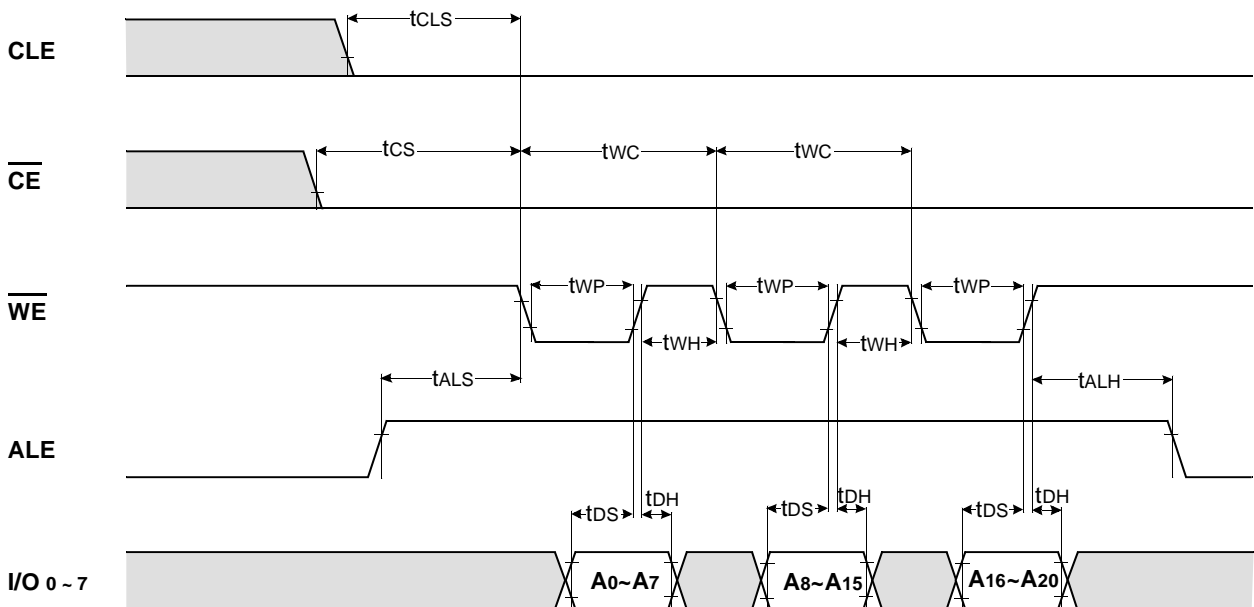 tCLS
CLE
tCS
tWC
tWC
CE
tWP
tWP
tWP
WE
tWH
tWH
tALS
tALH
ALE
tDS
tDH
tDS
tDH
tDS
tDH
I/O 0 ~ 7
A0~A7
A8~A15
A16~A20